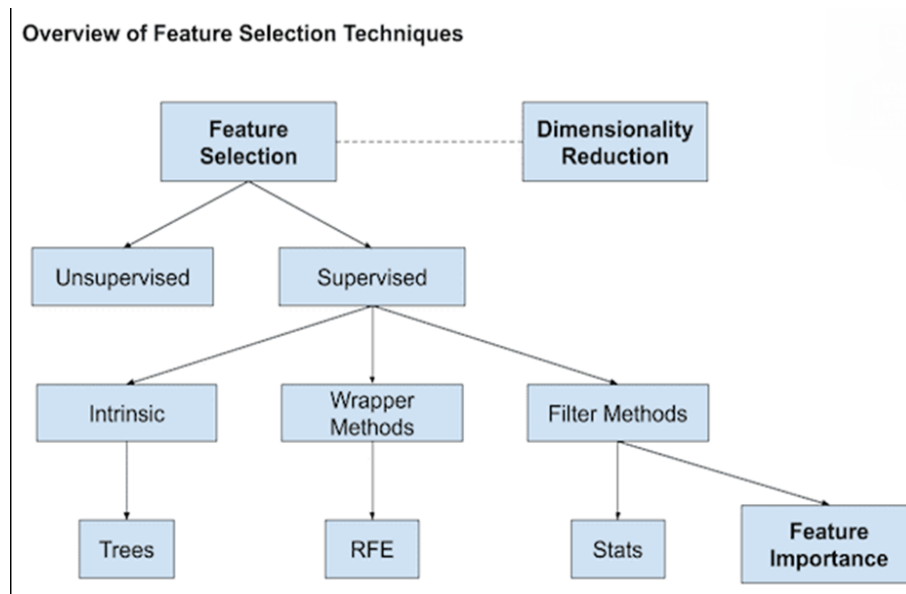 Overview of Feature Selection Techniques
Feature
Selection
Dimensionality
Reduction
Unsupervised
Supervised
Intrinsic
Wrapper
Methods
Filter Methods
Trees
RFE
Stats
Feature
Importance